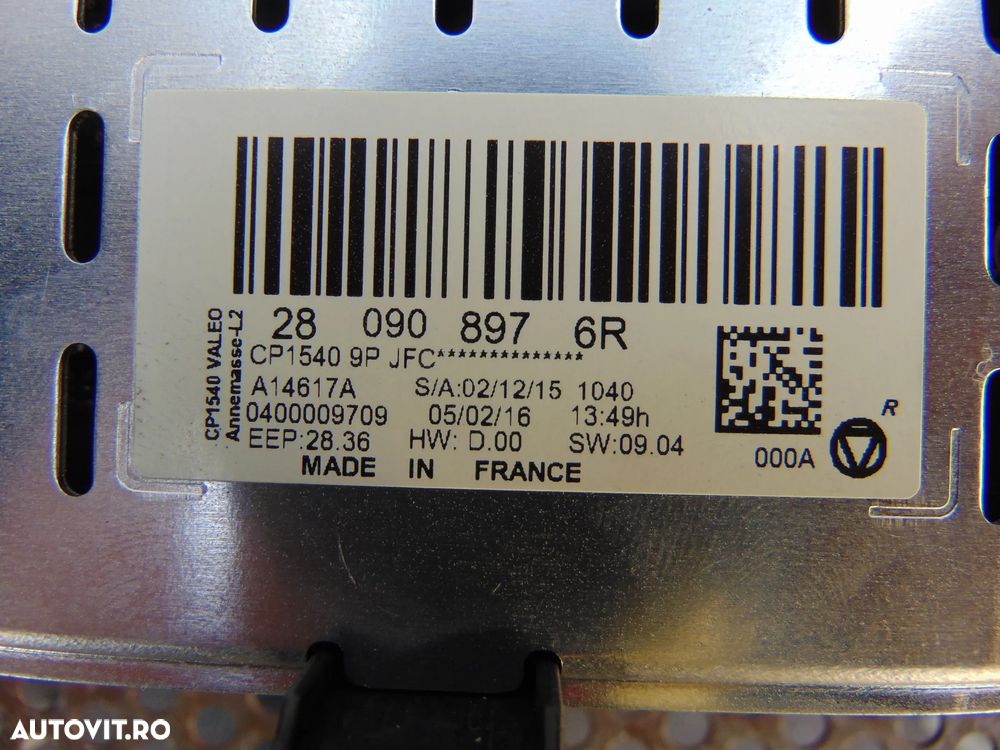 CP1540 VALEO
Annemasse-L2
28 090 897 6R
CP1540 9P JFC**************
A14617A S/A:02/12/15 1040
0400009709 05/02/16 13:49h
EEP:28.36 HW: D.00 SW:09.04
MADE IN FRANCE
000A
R
AUTOVIT.RO